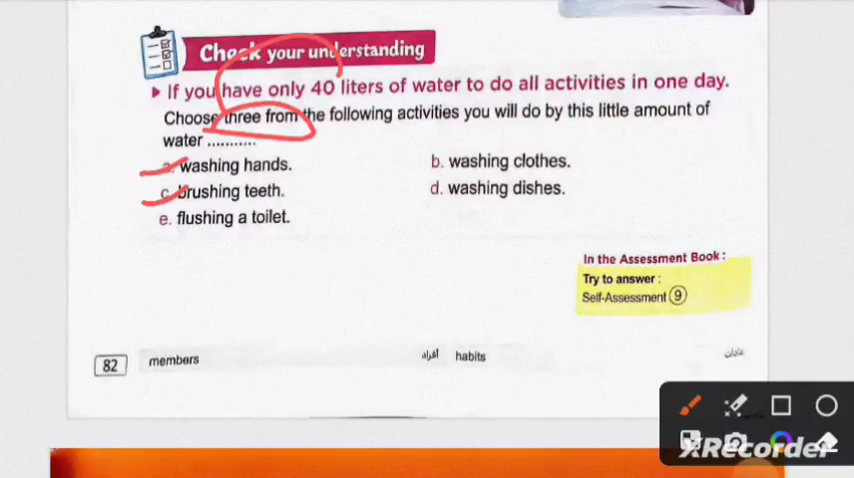 Check your understanding
If you have only 40 liters of water to do all activities in one day.
Choose three from the following activities you will do by this little amount of
water ...........
a. washing hands.
b. washing clothes.
c. brushing teeth.
d. washing dishes.
e. flushing a toilet.
In the Assessment Book :
Try to answer :
Self-Assessment 9
82
members
أفراد
habits
عادات
XRecorder